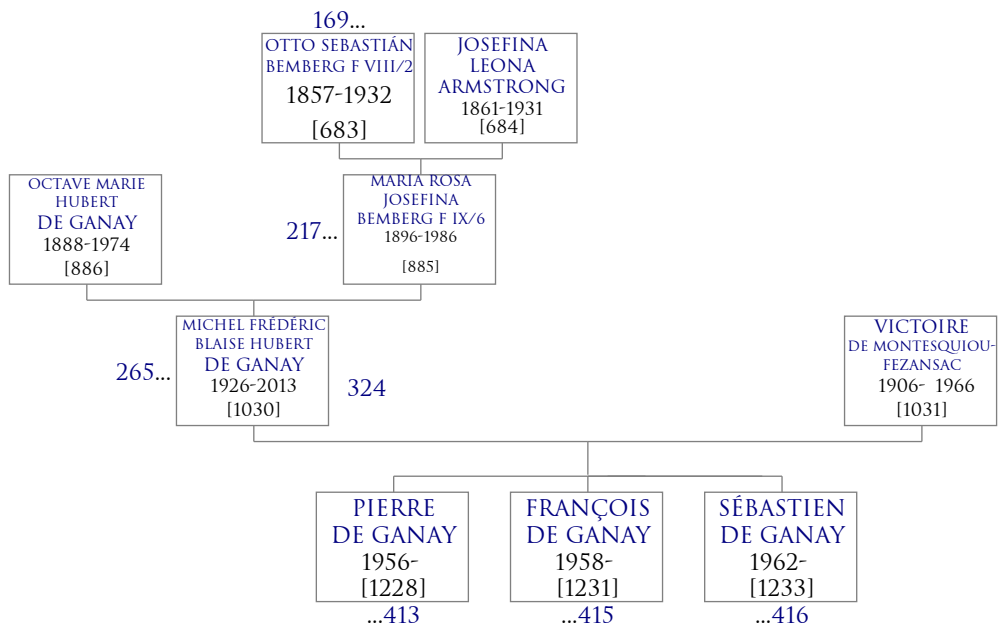 169...
OTTO SEBASTIÁN
BEMBERG F VIII/2
1857-1932
[683]
JOSEFINA
LEONA
ARMSTRONG
1861-1931
[684]
OCTAVE MARIE
HUBERT
DE GANAY
1888-1974
[886]
217...
MARIA ROSA
JOSEFINA
BEMBERG F IX/6
1896-1986
[885]
265...
MICHEL FRÉDÉRIC
BLAISE HUBERT
DE GANAY
1926-2013
[1030]
324
VICTOIRE
DE MONTESQUIOU-
FEZANSAC
1906- 1966
[1031]
PIERRE
DE GANAY
1956-
[1228]
...413
FRANÇOIS
DE GANAY
1958-
[1231]
...415
SÉBASTIEN
DE GANAY
1962-
[1233]
...416